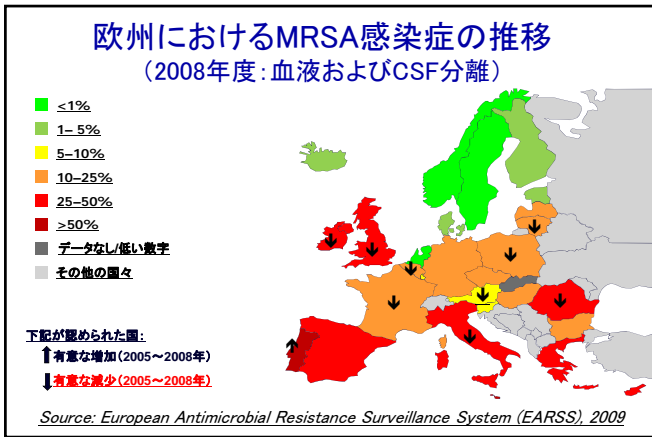 欧州におけるMRSA感染症の推移
（2008年度：血液およびCSF分離）
<1%
1– 5%
5–10%
10–25%
25–50%
>50%
データなし/低い数字
その他の国々
下記が認められた国：
有意な増加（2005～2008年）
有意な減少（2005～2008年）
Source: European Antimicrobial Resistance Surveillance System (EARSS), 2009